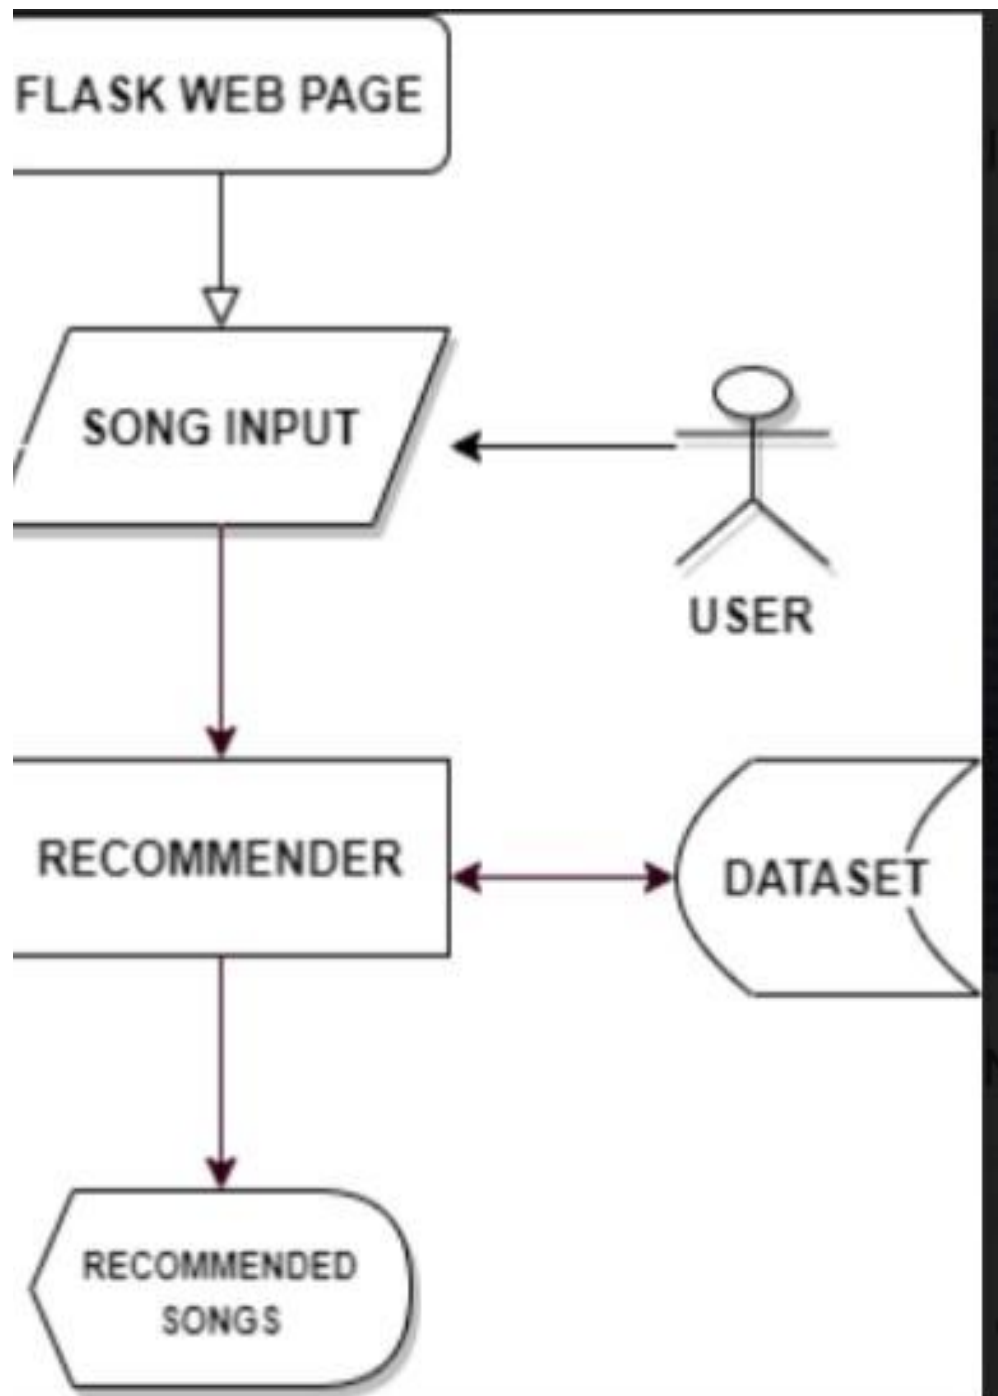 FLASK WEB PAGE
SONG INPUT
USER
RECOMMENDER
DATASET
RECOMMENDED
SONGS